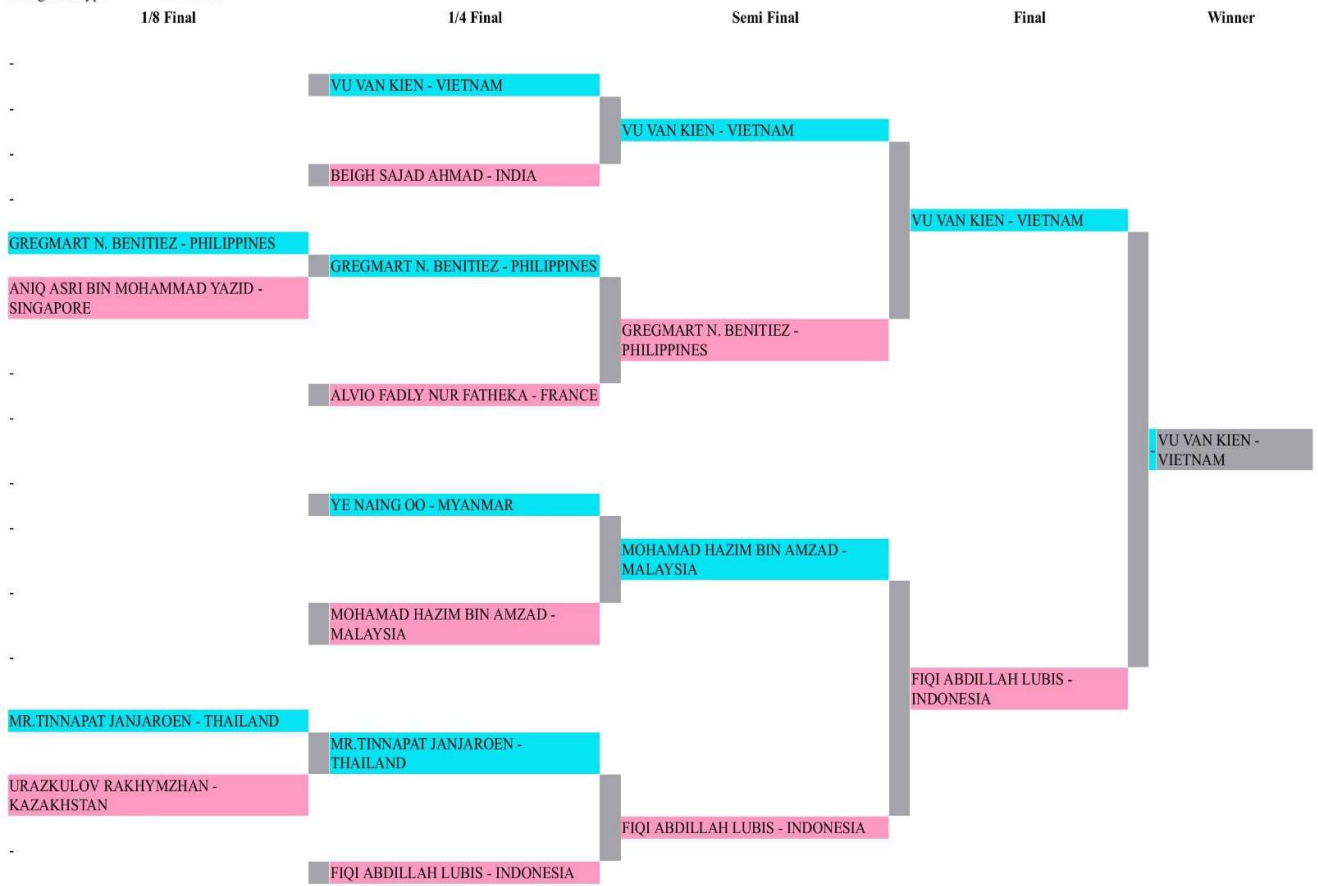 1/8 Final 1/4 Final Semi Final Final Winner
-
VU VAN KIEN - VIETNAM
-
VU VAN KIEN - VIETNAM
-
BEIGH SAJAD AHMAD - INDIA
-
VU VAN KIEN - VIETNAM
GREGMART N. BENITIEZ - PHILIPPINES
GREGMART N. BENITIEZ - PHILIPPINES
ANIQ ASRI BIN MOHAMMAD YAZID -
SINGAPORE
GREGMART N. BENITIEZ -
PHILIPPINES
-
ALVIO FADLY NUR FATHEKA - FRANCE
-
- VU VAN KIEN -
VIETNAM
-
YE NAING OO - MYANMAR
-
MOHAMAD HAZIM BIN AMZAD -
MALAYSIA
-
MOHAMAD HAZIM BIN AMZAD -
MALAYSIA
-
FIQI ABDILLAH LUBIS -
INDONESIA
MR.TINNAPAT JANJAROEN - THAILAND
MR.TINNAPAT JANJAROEN -
THAILAND
URAZKULOV RAKHYMZHAN -
KAZAKHSTAN
FIQI ABDILLAH LUBIS - INDONESIA
-
FIQI ABDILLAH LUBIS - INDONESIA